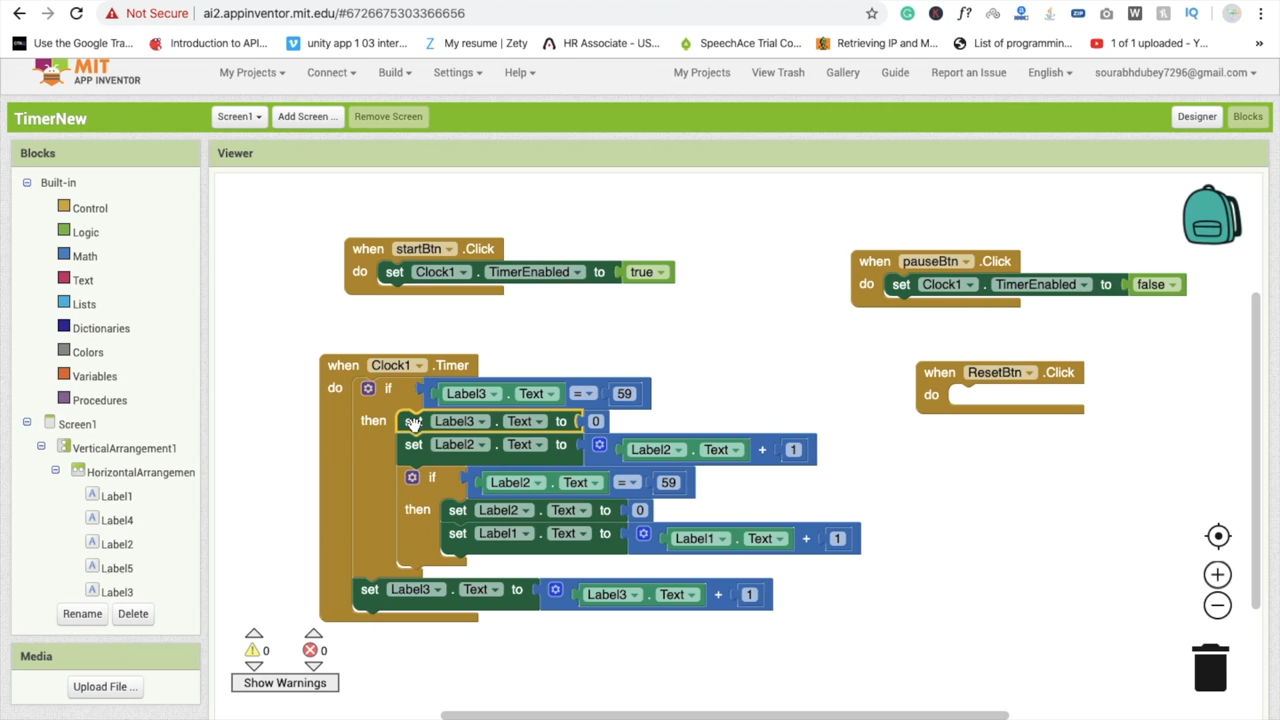 Not Secure ai2.appinventor.mit.edu/#6726675303366656
Use the Google Tra... Introduction to API... unity app 1 03 inter... My resume | Zety HR Associate - US... SpeechAce Trial Co... Retrieving IP and M... List of programmin... 1 of 1 uploaded - Y... »
MIT
APP INVENTOR
My Projects Connect Build Settings Help My Projects View Trash Gallery Guide Report an Issue English sourabhdubey7296@gmail.com
TimerNew Screen1 Add Screen ... Remove Screen Designer Blocks
Blocks Viewer
Built-in
Control
Logic
Math
Text
Lists
Dictionaries
Colors
Variables
Procedures
Screen1
VerticalArrangement1
HorizontalArrangemen
Label1
Label4
Label2
Label5
Label3
Rename Delete
Media
Upload File ...
when startBtn .Click
do set Clock1 . TimerEnabled to true
when pauseBtn .Click
do set Clock1 . TimerEnabled to false
when Clock1 .Timer
do if Label3 . Text = 59
then set Label3 . Text to 0
set Label2 . Text to Label2 . Text + 1
if Label2 . Text = 59
then set Label2 . Text to 0
set Label1 . Text to Label1 . Text + 1
set Label3 . Text to Label3 . Text + 1
when ResetBtn .Click
do
0 0
Show Warnings